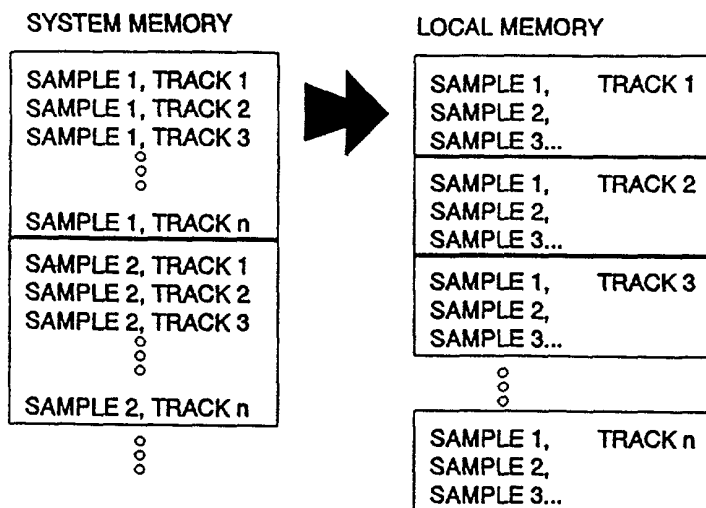 SYSTEM MEMORY
SAMPLE 1, TRACK 1
SAMPLE 1, TRACK 2
SAMPLE 1, TRACK 3
SAMPLE 1, TRACK n
SAMPLE 2, TRACK 1
SAMPLE 2, TRACK 2
SAMPLE 2, TRACK 3
SAMPLE 2, TRACK n
LOCAL MEMORY
SAMPLE 1, TRACK 1
SAMPLE 2,
SAMPLE 3...
SAMPLE 1, TRACK 2
SAMPLE 2,
SAMPLE 3...
SAMPLE 1, TRACK 3
SAMPLE 2,
SAMPLE 3...
SAMPLE 1, TRACK n
SAMPLE 2,
SAMPLE 3...